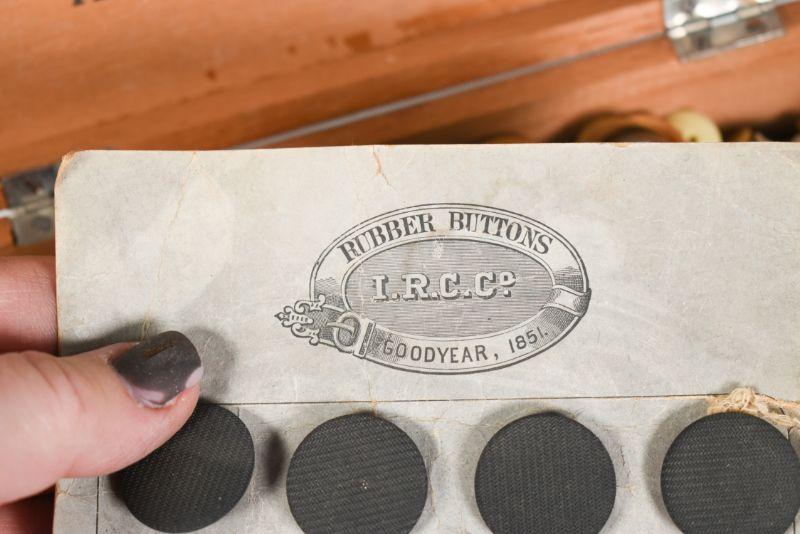 RUBBER BUTTONS
I.R.C.Co
GOODYEAR, 1851.